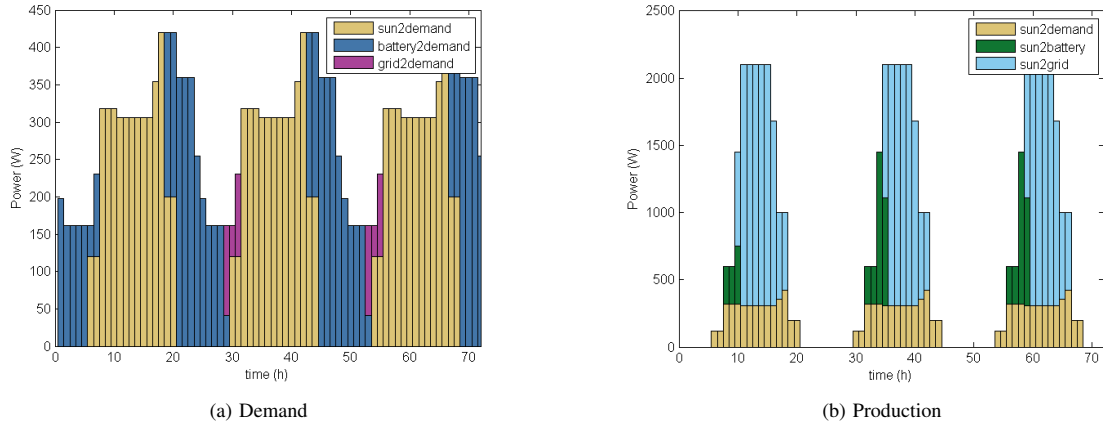 450
400
350
300
250
200
150
100
50
0
Power (W)
sun2demand
battery2demand
grid2demand
0 10 20 30 40 50 60 70
time (h)
(a) Demand
2500
2000
1500
1000
500
0
Power (W)
sun2demand
sun2battery
sun2grid
0 10 20 30 40 50 60 70
time (h)
(b) Production